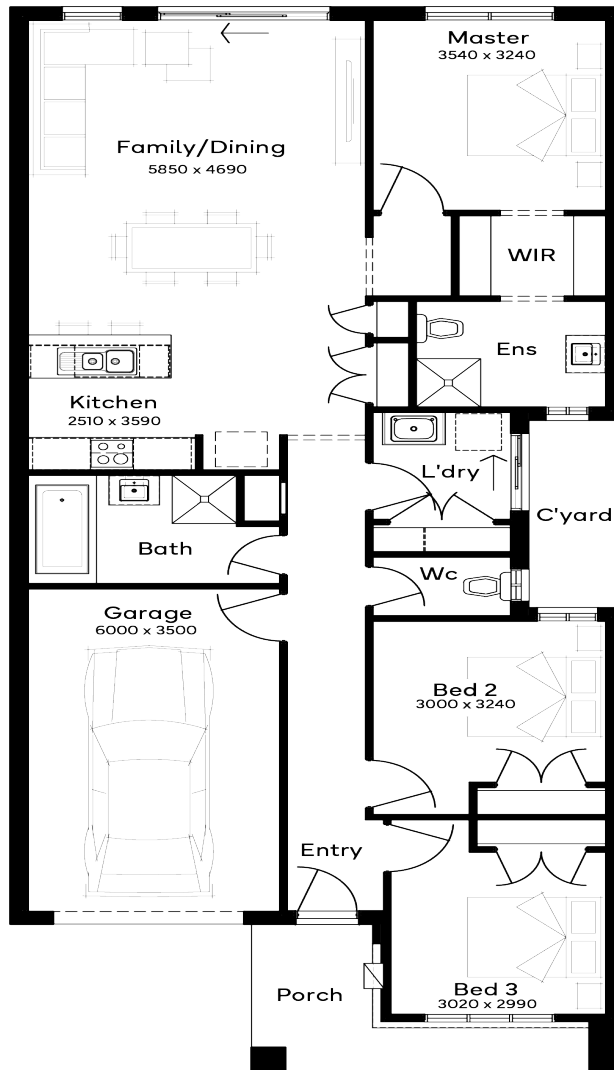 Master
3540 x 3240
Family/Dining
5850 x 4690
WIR
Ens
Kitchen
2510 x 3590
L'dry
C'yard
Bath
Wc
Garage
6000 x 3500
Bed 2
3000 x 3240
Entry
Porch
Bed 3
3020 x 2990